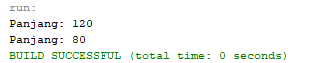 run:
Panjang: 120
Panjang: 80
BUILD SUCCESSFUL (total time: 0 seconds)